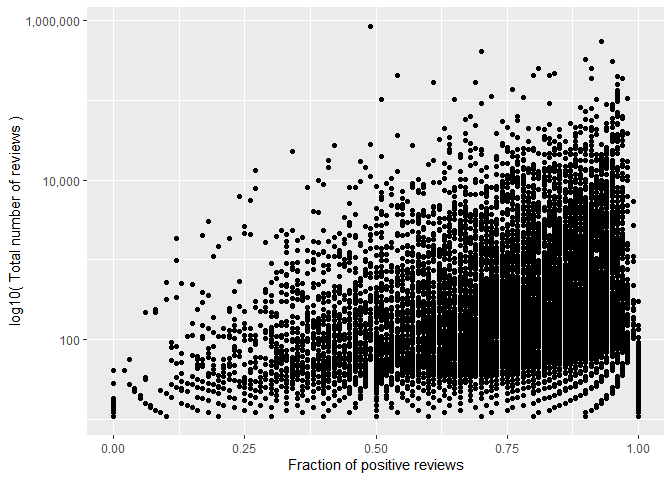 1,000,000
10,000
100
log10( Total number of reviews )
0.00 0.25 0.50 0.75 1.00
Fraction of positive reviews